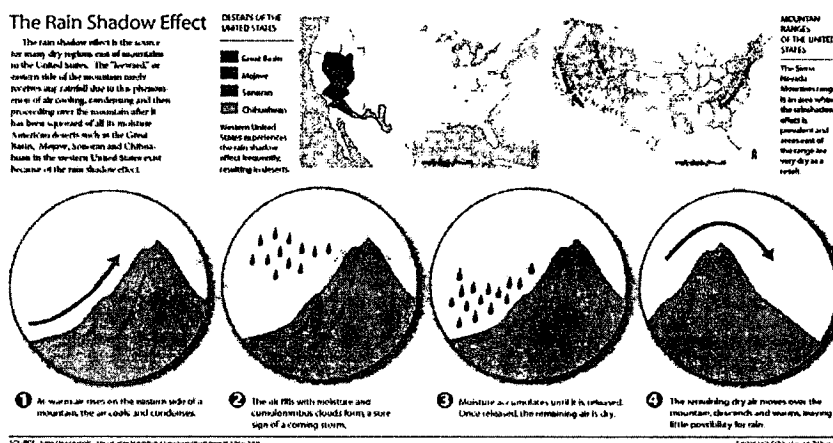 The Rain Shadow Effect
The rain shadow effect is the source
for many dry regions east of mountains
in the United States. The "leeward," or
eastern side of the mountain rarely
receives any rainfall due to this phenom-
enon of air cooling, condensing and then
proceeding over the mountain after it
has been squeezed of all its moisture.
American deserts such as the Great
Basin, Mojave, Sonoran and Chihua-
huan in the western United States exist
because of the rain shadow effect.
DESERTS OF THE
UNITED STATES
Great Basin
Mojave
Sonoran
Chihuahuan
Western United
States experiences
the rain shadow
effect frequently,
resulting in deserts.
MOUNTAIN
RANGES
OF THE UNITED
STATES
The Sierra
Nevada
Mountain range
is an area where
the rainshadow
effect is
prevalent and
areas east of
the range are
very dry as a
result.
1 As warm air rises on the western side of a
mountain, the air cools and condenses.
2 The air fills with moisture and
cumulonimbus clouds form, a sure
sign of a coming storm.
3 Moisture accumulates until it is released.
Once released, the remaining air is dry.
4 The remaining dry air moves over the
mountain, descends and warms, leaving
little possibility for rain.